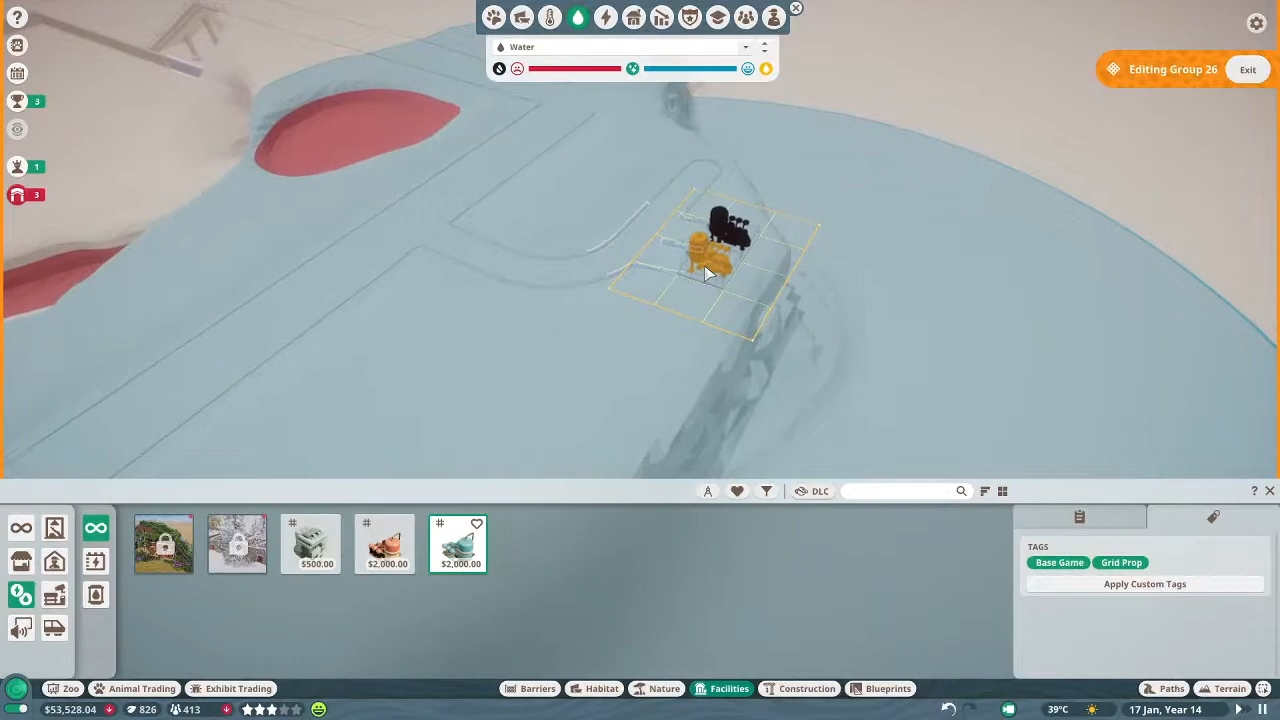 ?
Water
Editing Group 26
Exit
3
1
3
DLC
?
$500.00
$2,000.00
$2,000.00
TAGS
Base Game
Grid Prop
Apply Custom Tags
Zoo
Animal Trading
Exhibit Trading
Barriers
Habitat
Nature
Facilities
Construction
Blueprints
Paths
Terrain
$53,528.04
826
413
39°C
17 Jan, Year 14